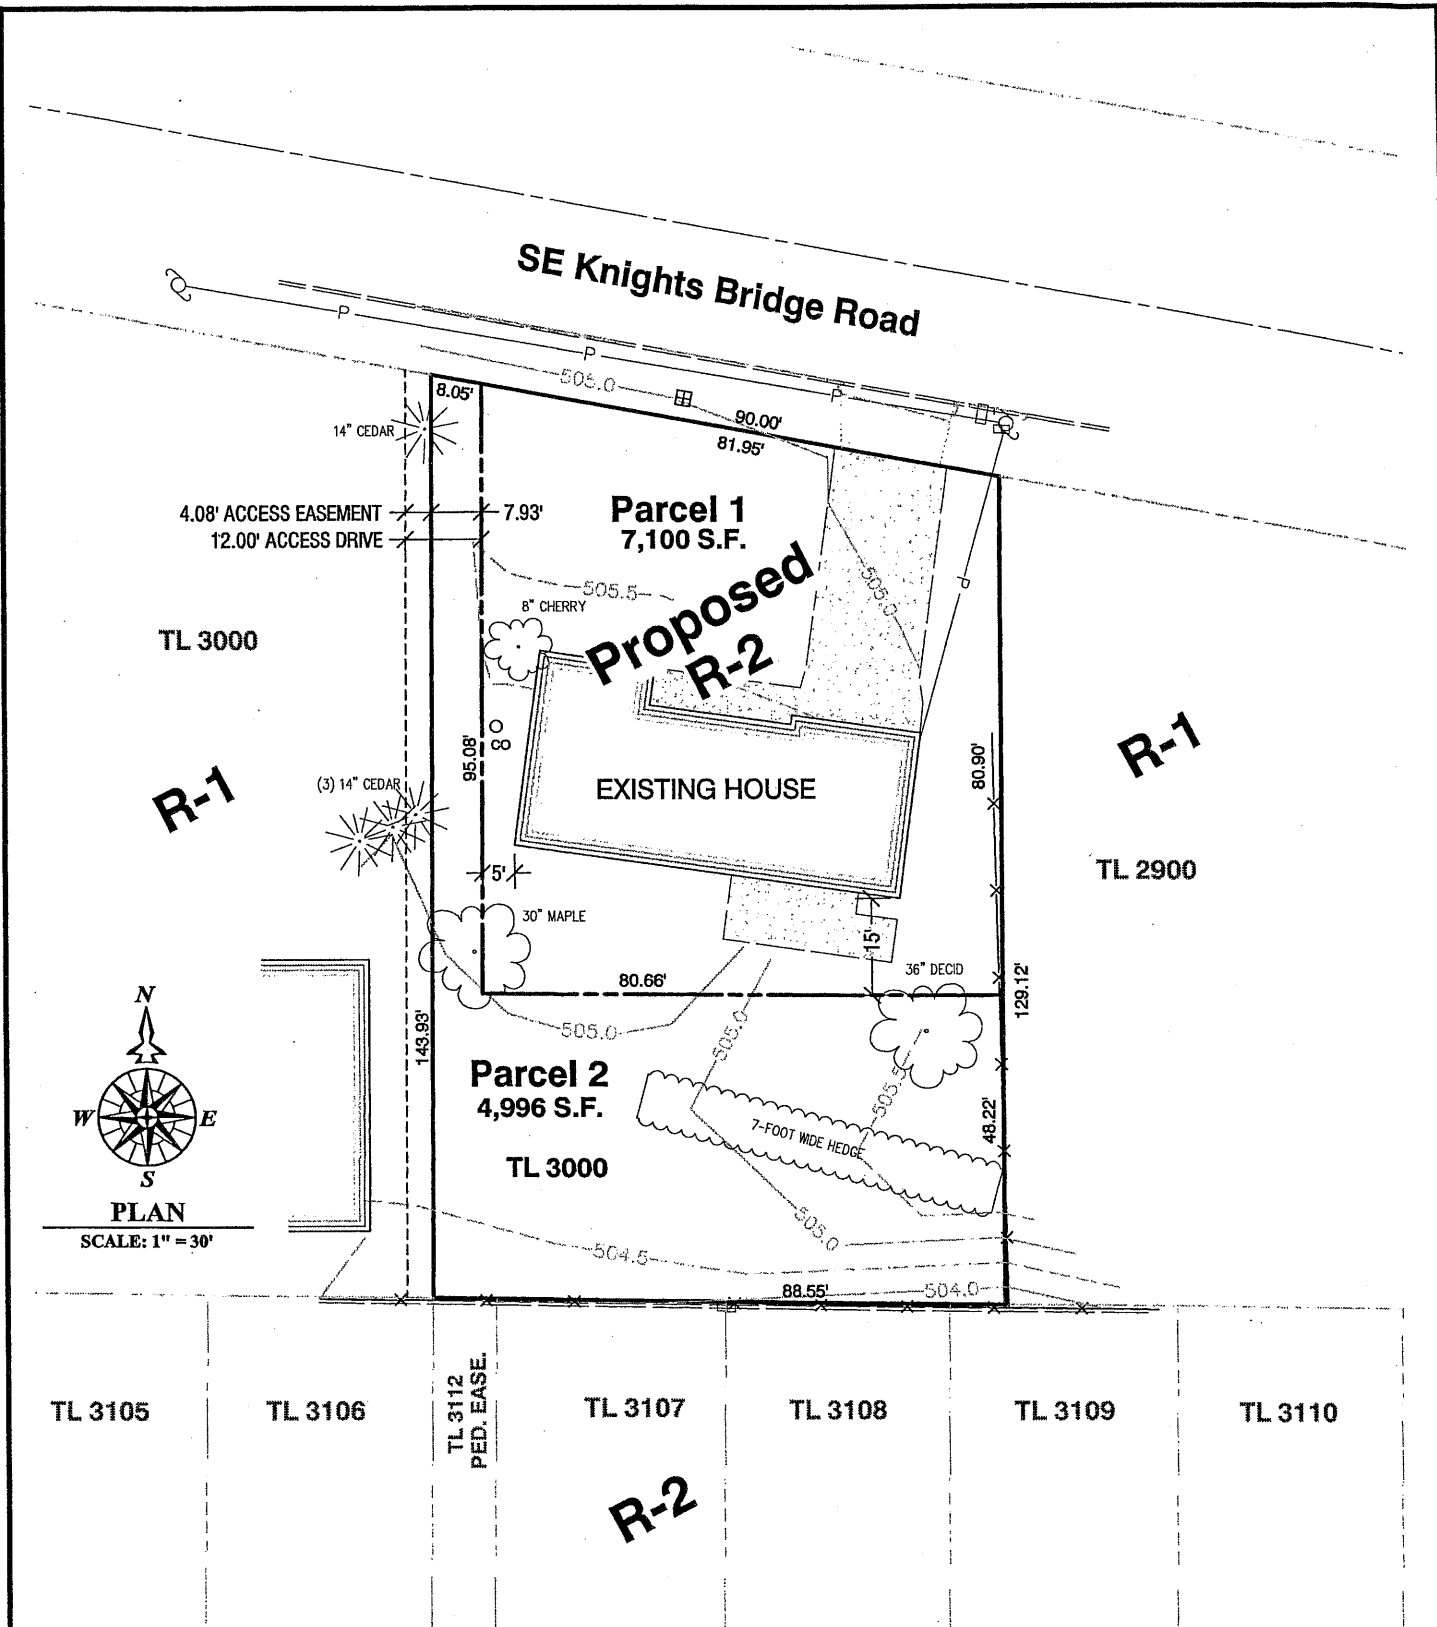 SE Knights Bridge Road
P
P
P
505.0
8.05'
90.00'
81.95'
14" CEDAR
4.08' ACCESS EASEMENT
7.93'
12.00' ACCESS DRIVE
Parcel 1
7,100 S.F.
Proposed
R-2
505.0
P
505.5
8" CHERRY
TL 3000
R-1
R-1
95.08'
CO
80.90'
(3) 14" CEDAR
EXISTING HOUSE
TL 2900
5'
30" MAPLE
15'
36" DECID
80.66'
129.12'
143.93'
505.0
505.0
505.5
N
W
E
S
Parcel 2
4,996 S.F.
48.22'
7-FOOT WIDE HEDGE
TL 3000
PLAN
SCALE: 1" = 30'
505.0
504.5
88.55'
504.0
TL 3105
TL 3106
TL 3112
PED. EASE.
TL 3107
TL 3108
TL 3109
TL 3110
R-2